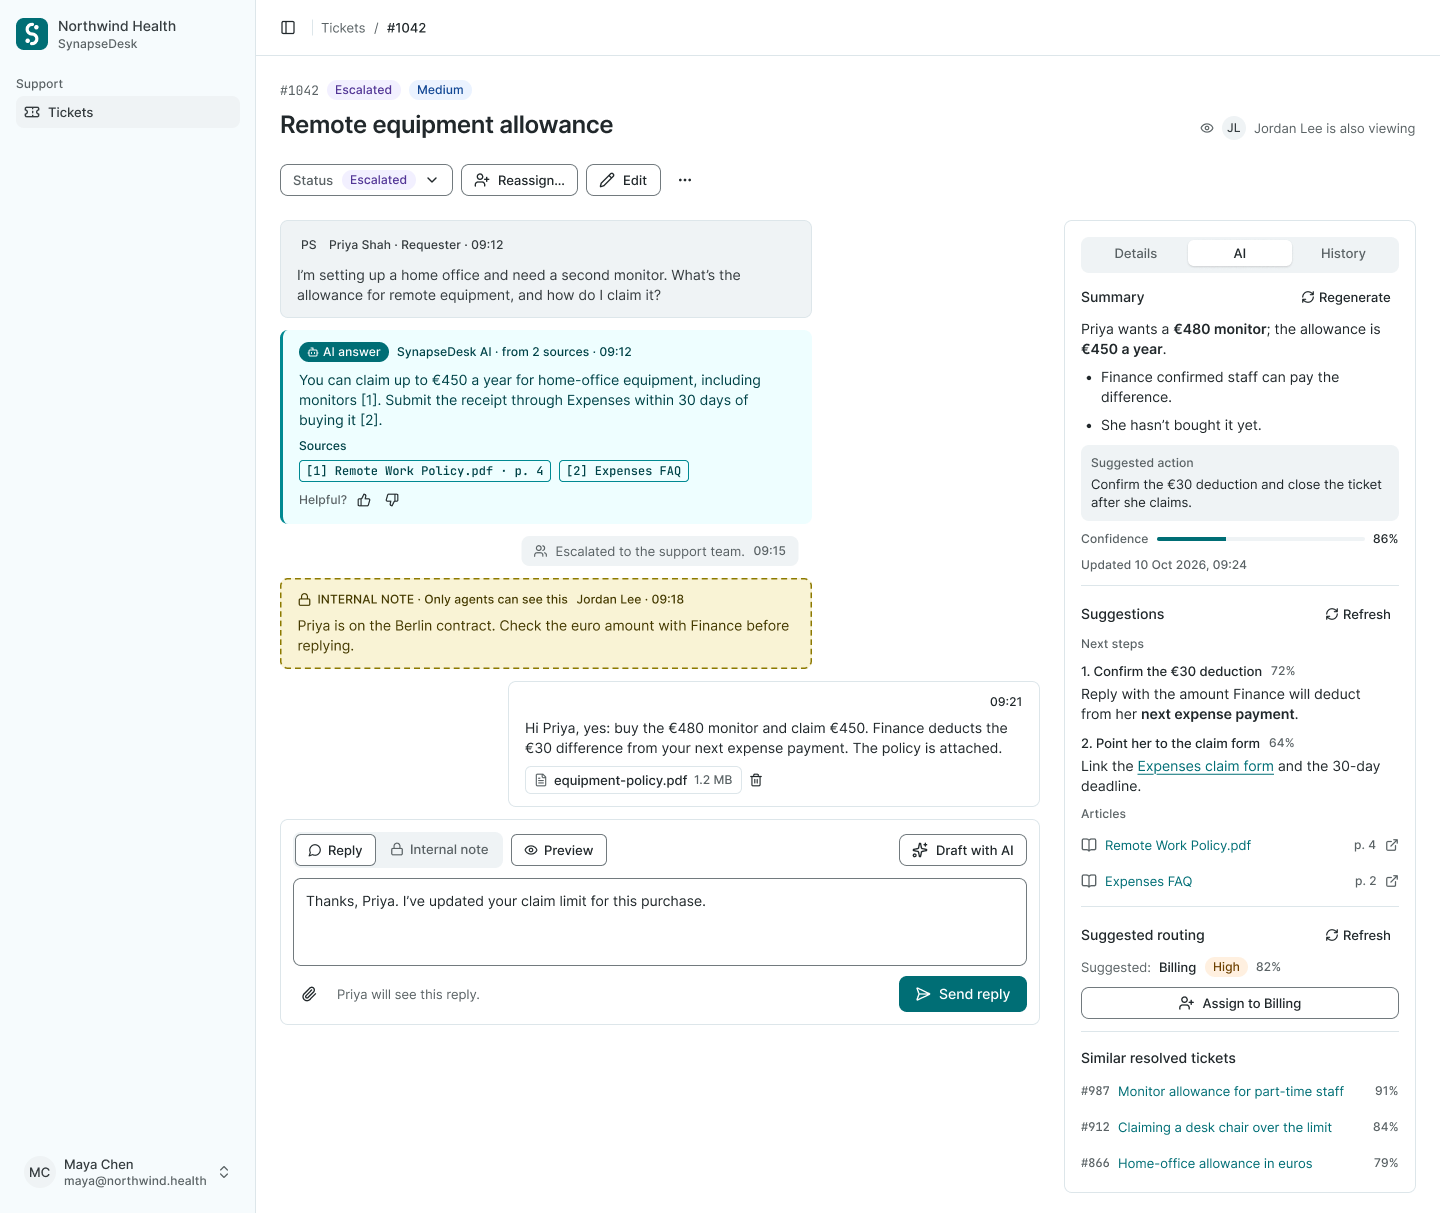 Northwind Health
SynapseDesk
Support
Tickets
Maya Chen
MC
maya@northwind.health
Tickets / #1042
#1042 Escalated Medium
Remote equipment allowance
JL Jordan Lee is also viewing
Status Escalated
Reassign...
Edit
PS Priya Shah · Requester · 09:12
I’m setting up a home office and need a second monitor. What’s the
allowance for remote equipment, and how do I claim it?
AI answer SynapseDesk AI · from 2 sources · 09:12
You can claim up to €450 a year for home-office equipment, including
monitors [1]. Submit the receipt through Expenses within 30 days of
buying it [2].
Sources
[1] Remote Work Policy.pdf · p. 4 [2] Expenses FAQ
Helpful?
Escalated to the support team. 09:15
INTERNAL NOTE · Only agents can see this Jordan Lee · 09:18
Priya is on the Berlin contract. Check the euro amount with Finance before
replying.
09:21
Hi Priya, yes: buy the €480 monitor and claim €450. Finance deducts the
€30 difference from your next expense payment. The policy is attached.
equipment-policy.pdf 1.2 MB
Reply Internal note Preview Draft with AI
Thanks, Priya. I’ve updated your claim limit for this purchase.
Priya will see this reply.
Send reply
Details AI History
Summary Regenerate
Priya wants a €480 monitor; the allowance is
€450 a year.
• Finance confirmed staff can pay the
difference.
• She hasn’t bought it yet.
Suggested action
Confirm the €30 deduction and close the ticket
after she claims.
Confidence 86%
Updated 10 Oct 2026, 09:24
Suggestions Refresh
Next steps
1. Confirm the €30 deduction 72%
Reply with the amount Finance will deduct
from her next expense payment.
2. Point her to the claim form 64%
Link the Expenses claim form and the 30-day
deadline.
Articles
Remote Work Policy.pdf p. 4
Expenses FAQ p. 2
Suggested routing Refresh
Suggested: Billing High 82%
Assign to Billing
Similar resolved tickets
#987 Monitor allowance for part-time staff 91%
#912 Claiming a desk chair over the limit 84%
#866 Home-office allowance in euros 79%